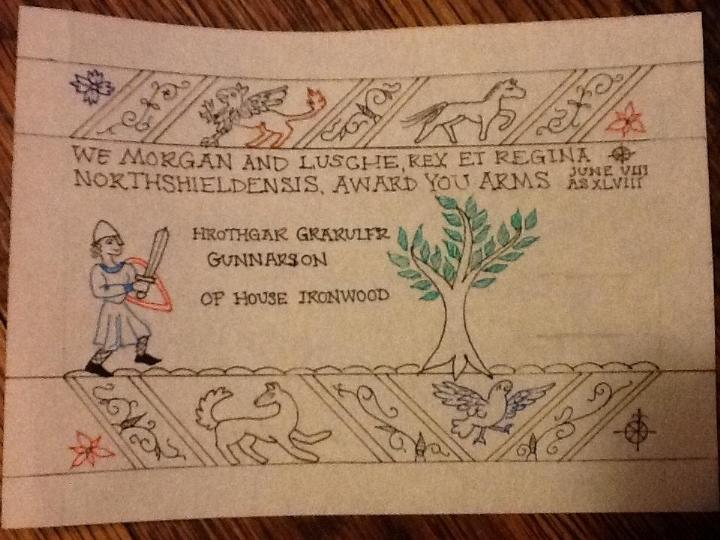 WE MORGAN AND LUSCHE, REX ET REGINA
NORTHSHIELDENSIS, AWARD YOU ARMS
JUNE VIII
AS XLVIII
HROTHGAR GRARULFR
GUNNARSON
OF HOUSE IRONWOOD